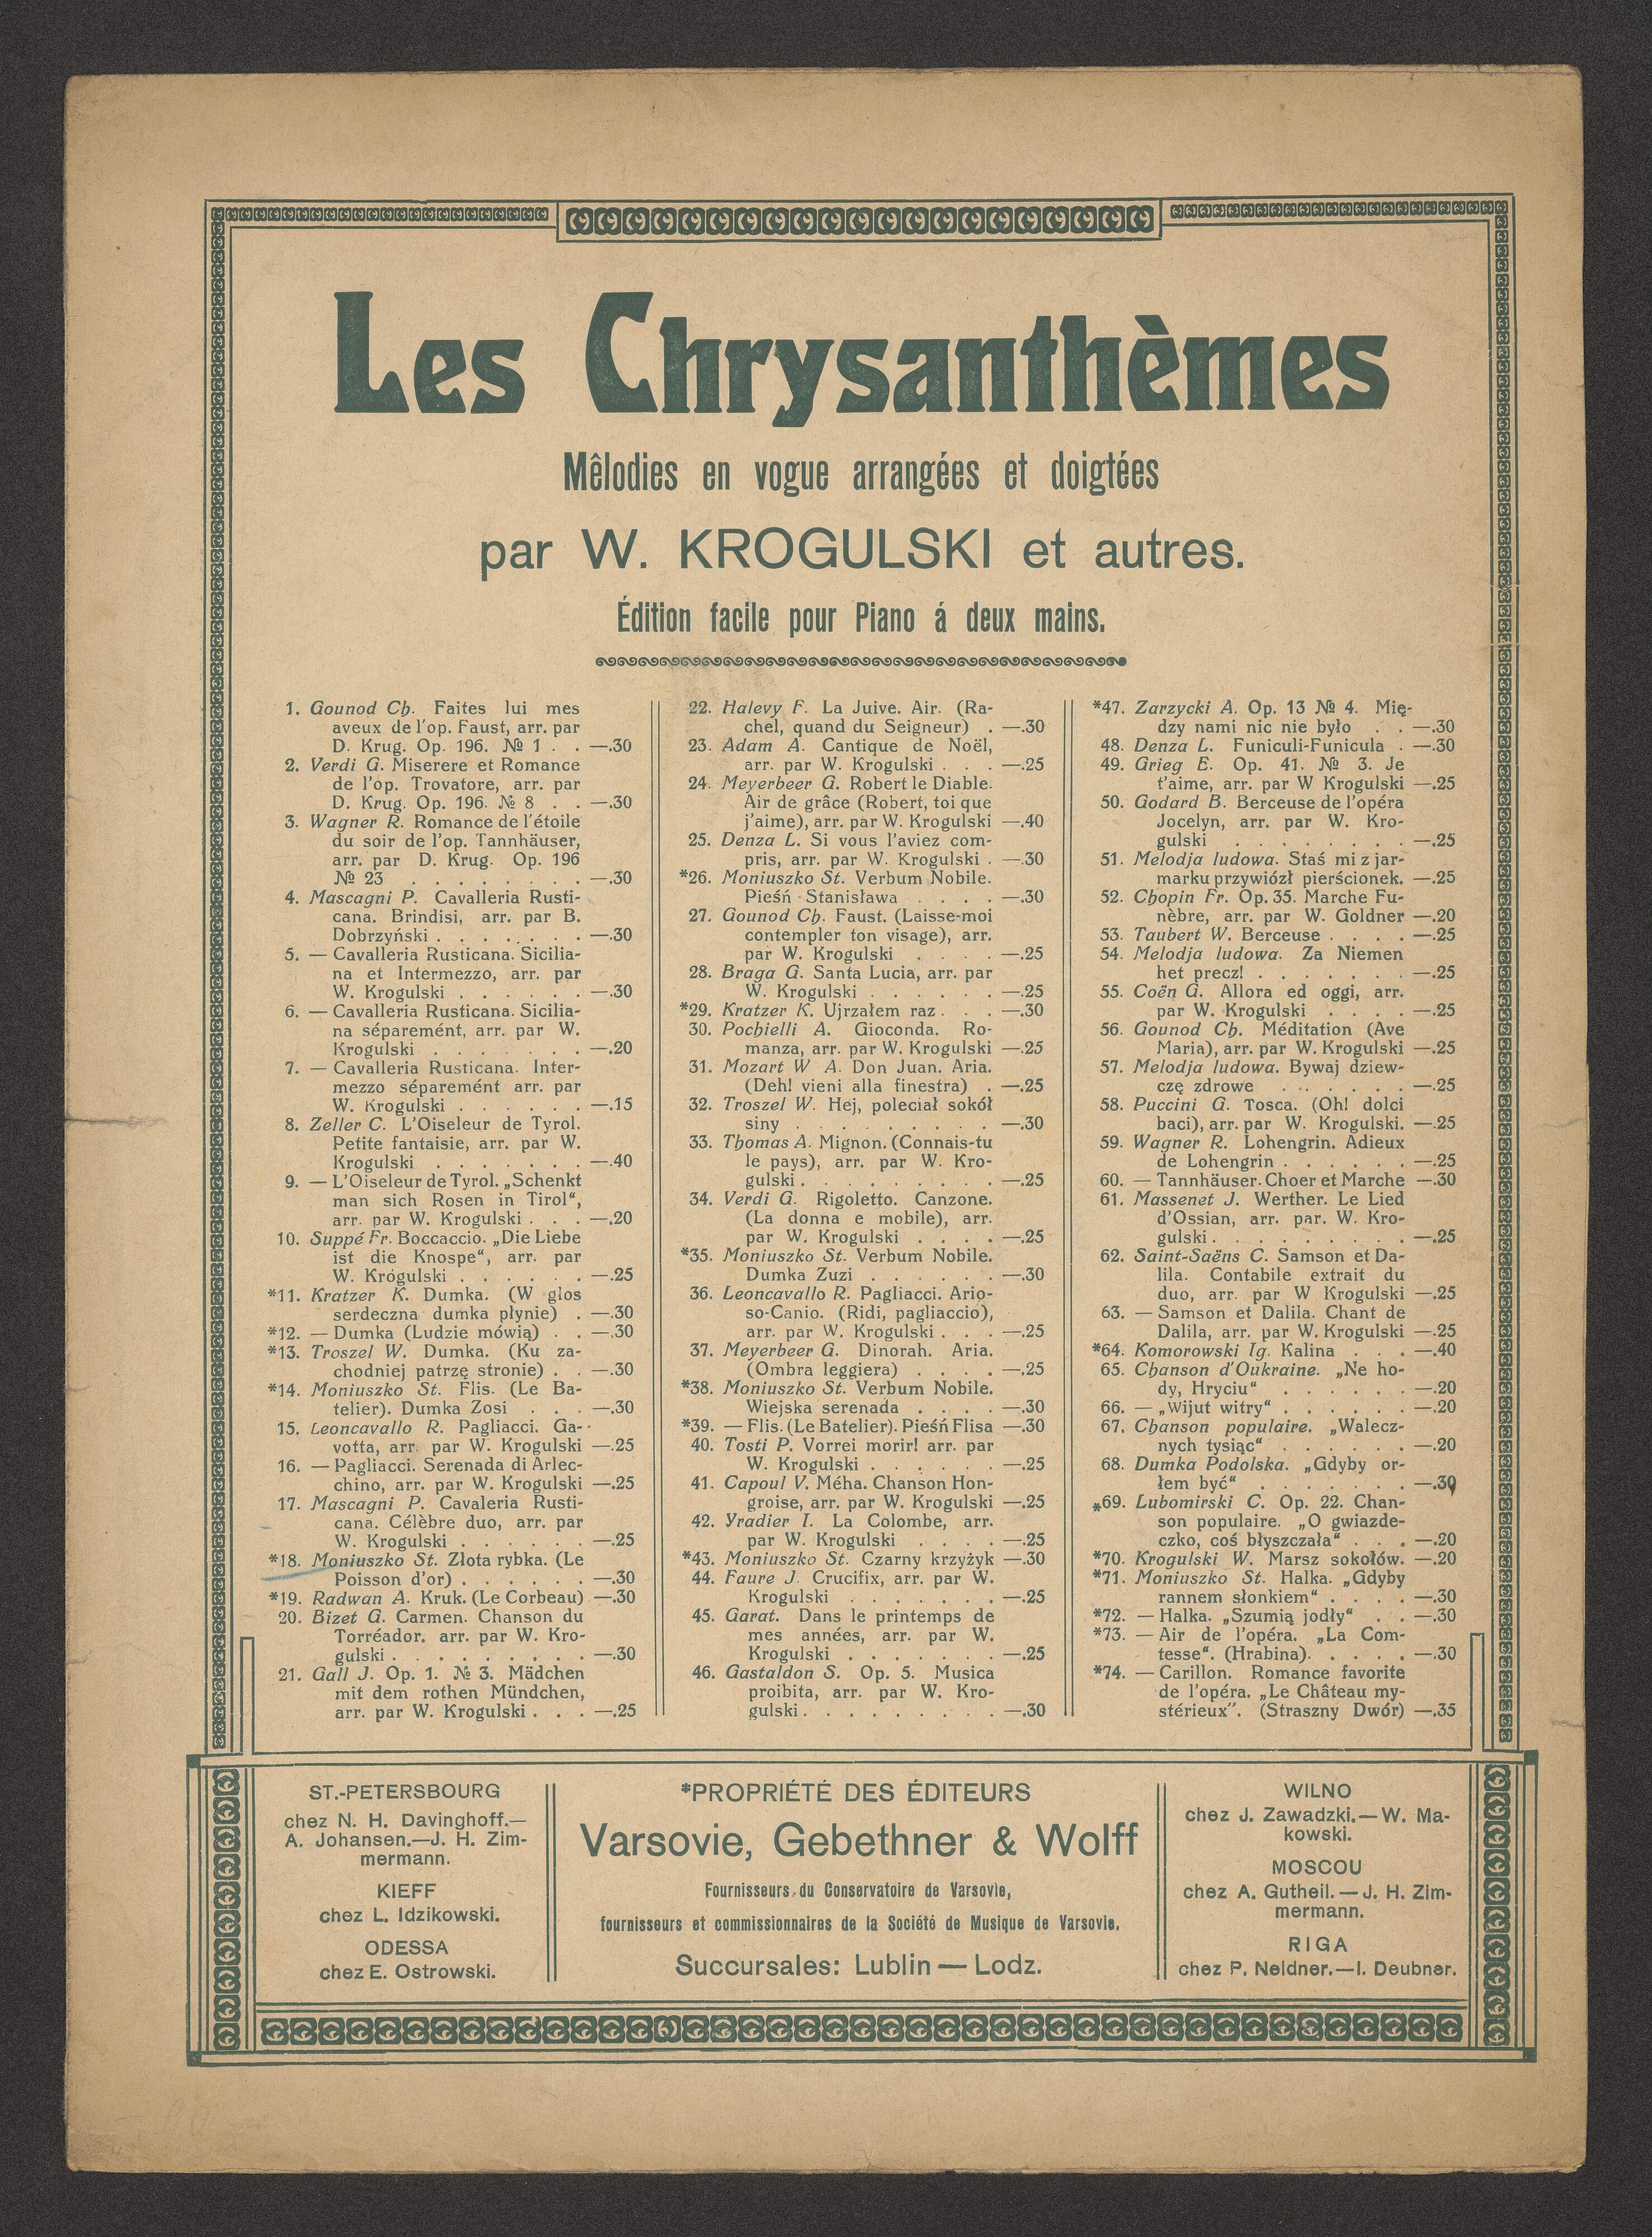 Les Chrysanthèmes
Mêlodies en vogue arrangées et doigtées
par W. KROGULSKI et autres.
Édition facile pour Piano á deux mains.
1. Gounod Ch. Faites lui mes
aveux de l'op. Faust, arr. par
D. Krug. Op. 196. № 1 . . —.30
2. Verdi G. Miserere et Romance
de l'op. Trovatore, arr. par
D. Krug. Op. 196. № 8 . . —.30
3. Wagner R. Romance de l'étoile
du soir de l'op. Tannhäuser,
arr. par D. Krug. Op. 196
№ 23 . . . . . . . . —.30
4. Mascagni P. Cavalleria Rusti-
cana. Brindisi, arr. par B.
Dobrzyński . . . . . . . —.30
5. — Cavalleria Rusticana. Sicilia-
na et Intermezzo, arr. par
W. Krogulski . . . . . . —.30
6. — Cavalleria Rusticana. Sicilia-
na séparemént, arr. par W.
Krogulski . . . . . . . —.20
7. — Cavalleria Rusticana. Inter-
mezzo séparemént arr. par
W. Krogulski . . . . . . —.15
8. Zeller C. L'Oiseleur de Tyrol.
Petite fantaisie, arr. par W.
Krogulski . . . . . . . —.40
9. — L'Oiseleur de Tyrol. „Schenkt
man sich Rosen in Tirol“,
arr. par W. Krogulski . . . —.20
10. Suppé Fr. Boccaccio. „Die Liebe
ist die Knospe“, arr. par
W. Krógulski . . . . . . —.25
*11. Kratzer K. Dumka. (W głos
serdeczna dumka płynie) . —.30
*12. — Dumka (Ludzie mówią) . . —.30
*13. Troszel W. Dumka. (Ku za-
chodniej patrzę stronie) . . —.30
*14. Moniuszko St. Flis. (Le Ba-
telier). Dumka Zosi . . . —.30
15. Leoncavallo R. Pagliacci. Ga-
votta, arr. par W. Krogulski —.25
16. — Pagliacci. Serenada di Arlec-
chino, arr. par W. Krogulski —.25
17. Mascagni P. Cavaleria Rusti-
cana. Célèbre duo, arr. par
W. Krogulski . . . . . . —.25
*18. Moniuszko St. Złota rybka. (Le
Poisson d'or) . . . . . . —.30
*19. Radwan A. Kruk. (Le Corbeau) —.30
20. Bizet G. Carmen. Chanson du
Torréador. arr. par W. Kro-
gulski . . . . . . . . . —.30
21. Gall J. Op. 1. № 3. Mädchen
mit dem rothen Mündchen,
arr. par W. Krogulski . . . —.25
22. Halevy F. La Juive. Air. (Ra-
chel, quand du Seigneur) . —.30
23. Adam A. Cantique de Noël,
arr. par W. Krogulski . . . —.25
24. Meyerbeer G. Robert le Diable.
Air de grâce (Robert, toi que
j'aime), arr. par W. Krogulski —.40
25. Denza L. Si vous l'aviez com-
pris, arr. par W. Krogulski . —.30
*26. Moniuszko St. Verbum Nobile.
Pieśń Stanisława . . . . —.30
27. Gounod Ch. Faust. (Laisse-moi
contempler ton visage), arr.
par W. Krogulski . . . . —.25
28. Braga G. Santa Lucia, arr. par
W. Krogulski . . . . . . —.25
*29. Kratzer K. Ujrzałem raz . . . —.30
30. Pochielli A. Gioconda. Ro-
manza, arr. par W. Krogulski —.25
31. Mozart W A. Don Juan. Aria.
(Deh! vieni alla finestra) . —.25
32. Troszel W. Hej, poleciał sokół
siny . . . . . . . . . —.30
33. Thomas A. Mignon. (Connais-tu
le pays), arr. par W. Kro-
gulski . . . . . . . . . —.25
34. Verdi G. Rigoletto. Canzone.
(La donna e mobile), arr.
par W. Krogulski . . . . —.25
*35. Moniuszko St. Verbum Nobile.
Dumka Zuzi . . . . . . —.30
36. Leoncavallo R. Pagliacci. Ario-
so-Canio. (Ridi, pagliaccio),
arr. par W. Krogulski . . . —.25
37. Meyerbeer G. Dinorah. Aria.
(Ombra leggiera) . . . . —.25
*38. Moniuszko St. Verbum Nobile.
Wiejska serenada . . . . —.30
*39. — Flis. (Le Batelier). Pieśń Flisa —.30
40. Tosti P. Vorrei morir! arr. par
W. Krogulski . . . . . . —.25
41. Capoul V. Méha. Chanson Hon-
groise, arr. par W. Krogulski —.25
42. Yradier I. La Colombe, arr.
par W. Krogulski . . . . . —.25
*43. Moniuszko St. Czarny krzyżyk —.30
44. Faure J. Crucifix, arr. par W.
Krogulski . . . . . . . —.25
45. Garat. Dans le printemps de
mes années, arr. par W.
Krogulski . . . . . . . —.25
46. Gastaldon S. Op. 5. Musica
proibita, arr. par W. Kro-
gulski . . . . . . . . . —.30
*47. Zarzycki A. Op. 13 № 4. Mię-
dzy nami nic nie było . . —.30
48. Denza L. Funiculi-Funicula . —.30
49. Grieg E. Op. 41. № 3. Je
t'aime, arr. par W Krogulski —.25
50. Godard B. Berceuse de l'opéra
Jocelyn, arr. par W. Kro-
gulski . . . . . . . . —.25
51. Melodja ludowa. Staś mi z jar-
marku przywiózł pierścionek. —.25
52. Chopin Fr. Op. 35. Marche Fu-
nèbre, arr. par W. Goldner —.20
53. Taubert W. Berceuse . . . . —.25
54. Melodja ludowa. Za Niemen
het precz! . . . . . . . —.25
55. Coën G. Allora ed oggi, arr.
par W. Krogulski . . . . —.25
56. Gounod Ch. Méditation (Ave
Maria), arr. par W. Krogulski —.25
57. Melodja ludowa. Bywaj dziew-
czę zdrowe . . . . . . —.25
58. Puccini G. Tosca. (Oh! dolci
baci), arr. par W. Krogulski. —.25
59. Wagner R. Lohengrin. Adieux
de Lohengrin . . . . . . —.25
60. — Tannhäuser. Choer et Marche —.30
61. Massenet J. Werther. Le Lied
d'Ossian, arr. par. W. Kro-
gulski . . . . . . . . . —.25
62. Saint-Saëns C. Samson et Da-
lila. Contabile extrait du
duo, arr. par W Krogulski —.25
63. — Samson et Dalila. Chant de
Dalila, arr. par W. Krogulski —.25
*64. Komorowski Ig. Kalina . . . —.40
65. Chanson d'Oukraine. „Ne ho-
dy, Hryciu“ . . . . . . —.20
66. — „Wijut witry“ . . . . . . —.20
67. Chanson populaire. „Walecz-
nych tysiąc“ . . . . . . —.20
68. Dumka Podolska. „Gdyby or-
łem być“ . . . . . . . —.30
*69. Lubomirski C. Op. 22. Chan-
son populaire. „O gwiazde-
czko, coś błyszczała“ . . . —.20
*70. Krogulski W. Marsz sokołów. —.20
*71. Moniuszko St. Halka. „Gdyby
rannem słonkiem“ . . . . —.30
*72. — Halka. „Szumią jodły“ . . —.30
*73. — Air de l'opéra. „La Com-
tesse“. (Hrabina) . . . . . —.30
*74. — Carillon. Romance favorite
de l'opéra. „Le Château my-
stérieux”. (Straszny Dwór) —.35
ST.-PETERSBOURG
chez N. H. Davinghoff.—
A. Johansen.—J. H. Zim-
mermann.
KIEFF
chez L. Idzikowski.
ODESSA
chez E. Ostrowski.
*PROPRIÉTÉ DES ÉDITEURS
Varsovie, Gebethner & Wolff
Fournisseurs du Conservatoire de Varsovie,
fournisseurs et commissionnaires de la Société de Musique de Varsovie.
Succursales: Lublin — Lodz.
WILNO
chez J. Zawadzki.—W. Ma-
kowski.
MOSCOU
chez A. Gutheil.—J. H. Zim-
mermann.
RIGA
chez P. Neldner.—I. Deubner.